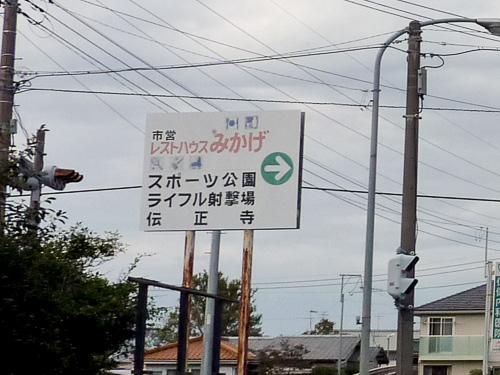 市営
レストハウス みかげ
スポーツ公園
ライフル射撃場
伝正寺